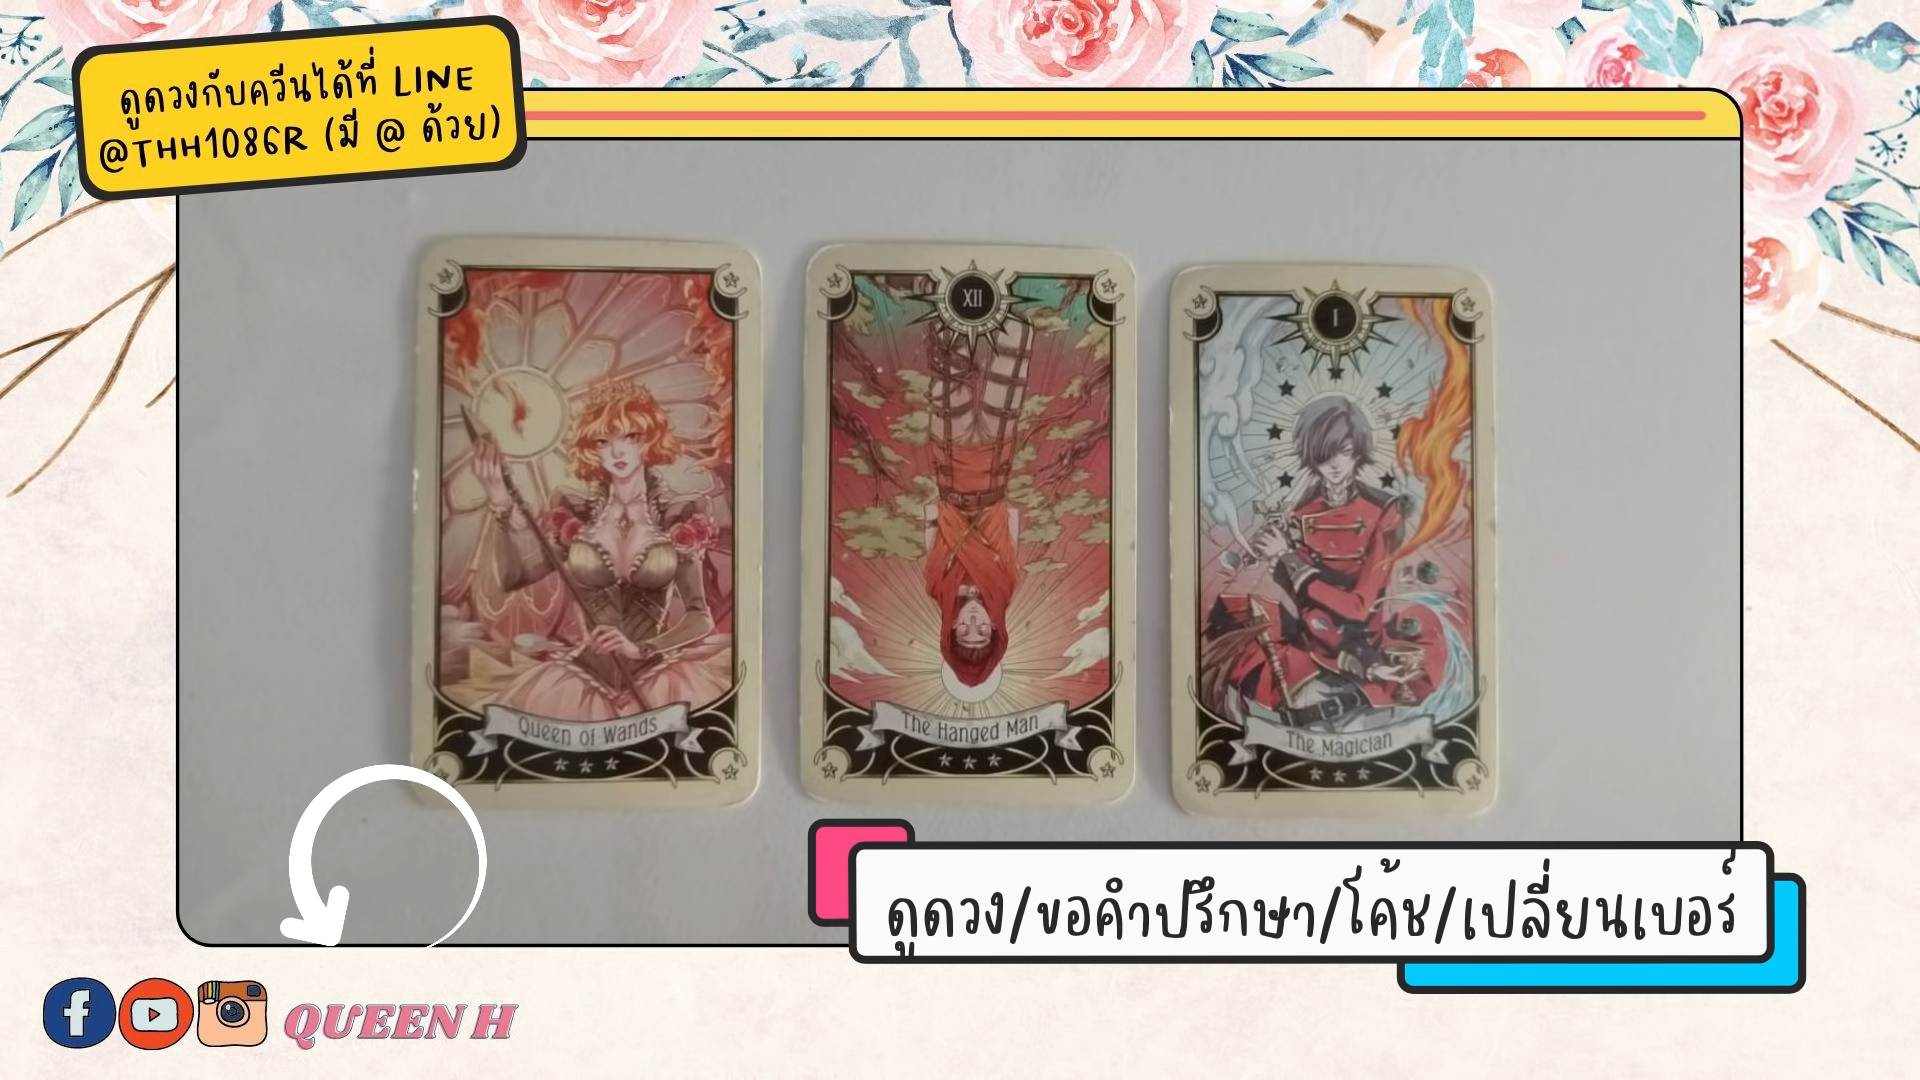 ดูดวงกับควีนได้ที่ LINE
@THH1086R (มี @ ด้วย)
XII
I
Queen of Wands
The Hanged Man
The Magician
ดูดวง/ขอคำปรึกษา/โค้ช/เปลี่ยนเบอร์
QUEEN H